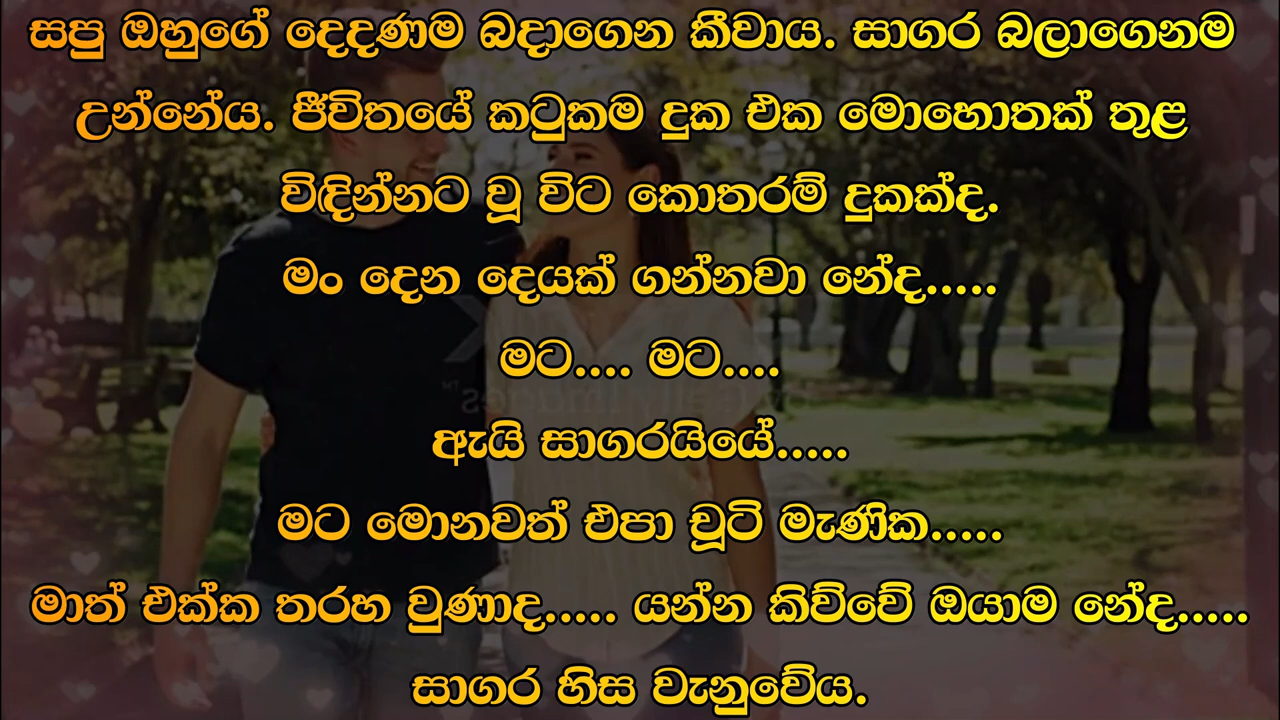 සපු ඔහුගේ දෙදණම බදාගෙන කීවාය. සාගර බලාගෙනම
උන්නේය. ජීවිතයේ කටුකම දුක එක මොහොතක් තුළ
විඳින්නට වූ විට කොතරම් දුකක්ද.
මං දෙන දෙයක් ගන්නවා නේද.....
මට.... මට....
ඇයි සාගරයියේ.....
මට මොනවත් එපා චූටි මැණික.....
මාත් එක්ක තරහ වුණාද..... යන්න කිව්වේ ඔයාම නේද.....
සාගර හිස වැනුවේය.